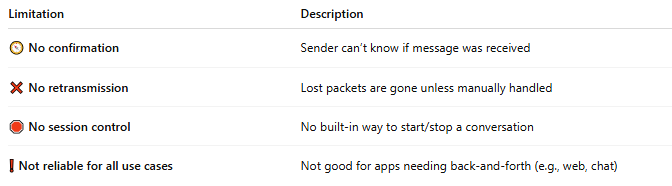 Limitation Description
🧭 No confirmation Sender can't know if message was received
❌ No retransmission Lost packets are gone unless manually handled
🛑 No session control No built-in way to start/stop a conversation
❗ Not reliable for all use cases Not good for apps needing back-and-forth (e.g., web, chat)